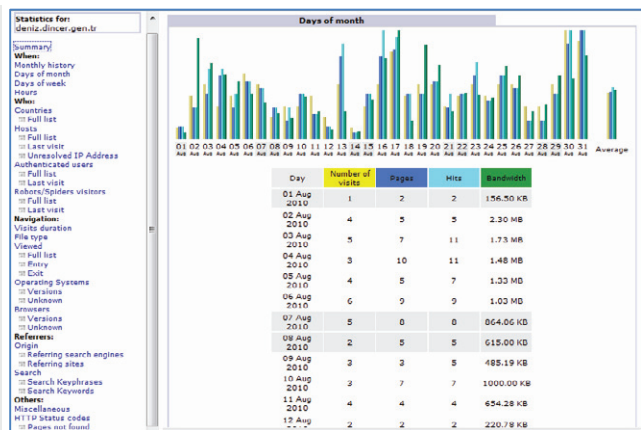 Statistics for:
deniz.dincer.gen.tr
Summary
When:
Monthly history
Days of month
Days of week
Hours
Who:
Countries
Full list
Hosts
Full list
Last visit
Unresolved IP Address
Authenticated users
Full list
Last visit
Robots/Spiders visitors
Full list
Last visit
Navigation:
Visits duration
File type
Viewed
Full list
Entry
Exit
Operating Systems
Versions
Unknown
Browsers
Versions
Unknown
Referrers:
Origin
Referring search engines
Referring sites
Search
Search Keyphrases
Search Keywords
Others:
Miscellaneous
HTTP Status codes
Pages not found
Days of month
01 02 03 04 05 06 07 08 09 10 11 12 13 14 15 16 17 18 19 20 21 22 23 24 25 26 27 28 29 30 31 Average
Aug Aug Aug Aug Aug Aug Aug Aug Aug Aug Aug Aug Aug Aug Aug Aug Aug Aug Aug Aug Aug Aug Aug Aug Aug Aug Aug Aug Aug Aug Aug
Day Number of visits Pages Hits Bandwidth
01 Aug 2010 1 2 2 156.50 KB
02 Aug 2010 4 5 5 2.30 MB
03 Aug 2010 5 7 11 1.73 MB
04 Aug 2010 3 10 11 1.48 MB
05 Aug 2010 4 5 7 1.33 MB
06 Aug 2010 6 9 9 1.03 MB
07 Aug 2010 5 8 8 864.06 KB
08 Aug 2010 2 5 5 615.00 KB
09 Aug 2010 3 3 5 485.19 KB
10 Aug 2010 3 7 7 1000.00 KB
11 Aug 2010 4 4 4 654.28 KB
12 Aug 2 2 2 220.78 KB